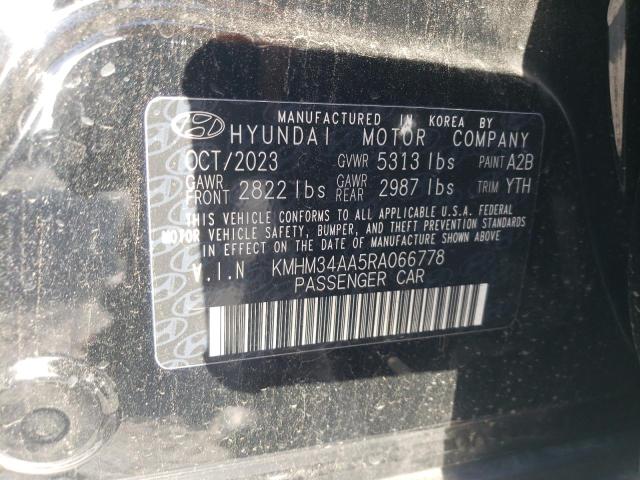 MANUFACTURED IN KOREA BY
HYUNDAI MOTOR COMPANY
OCT/2023 GVWR 5313 lbs PAINT A2B
GAWR FRONT 2822 lbs GAWR REAR 2987 lbs TRIM YTH
THIS VEHICLE CONFORMS TO ALL APPLICABLE U.S.A. FEDERAL
MOTOR VEHICLE SAFETY, BUMPER, AND THEFT PREVENTION STANDARDS
IN EFFECT ON THE DATE OF MANUFACTURE SHOWN ABOVE.
V.I.N KMHM34AA5RA066778
PASSENGER CAR